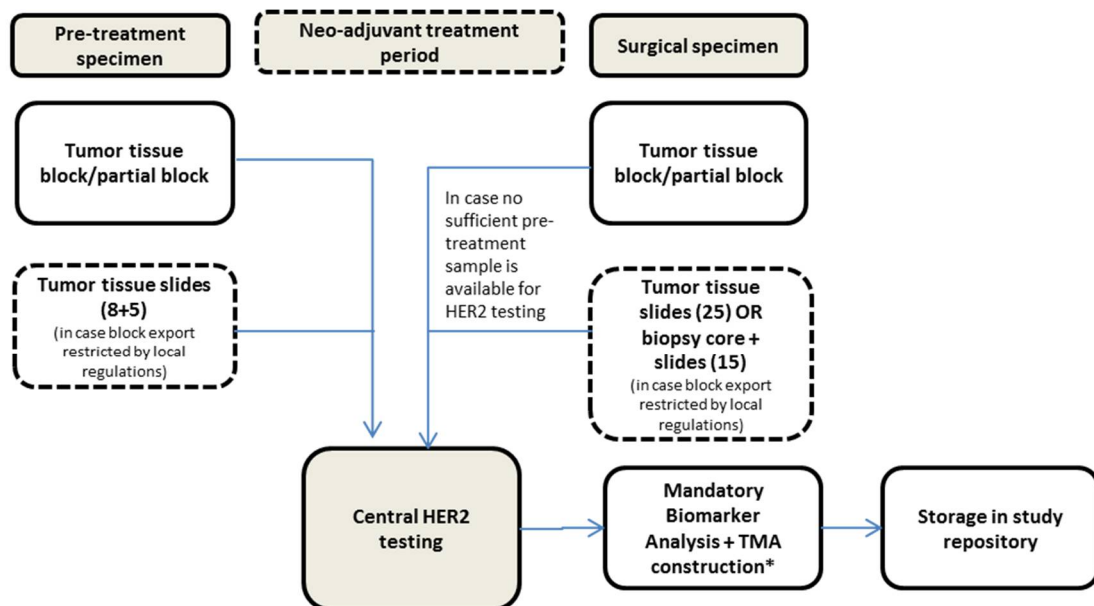 Pre-treatment
specimen
Neo-adjuvant treatment
period
Surgical specimen
Tumor tissue
block/partial block
Tumor tissue
block/partial block
In case no
sufficient pre-
treatment
sample is
available for
HER2 testing
Tumor tissue slides
(8+5)
(in case block export
restricted by local
regulations)
Tumor tissue
slides (25) OR
biopsy core +
slides (15)
(in case block export
restricted by local
regulations)
Central HER2
testing
Mandatory
Biomarker
Analysis + TMA
construction*
Storage in study
repository